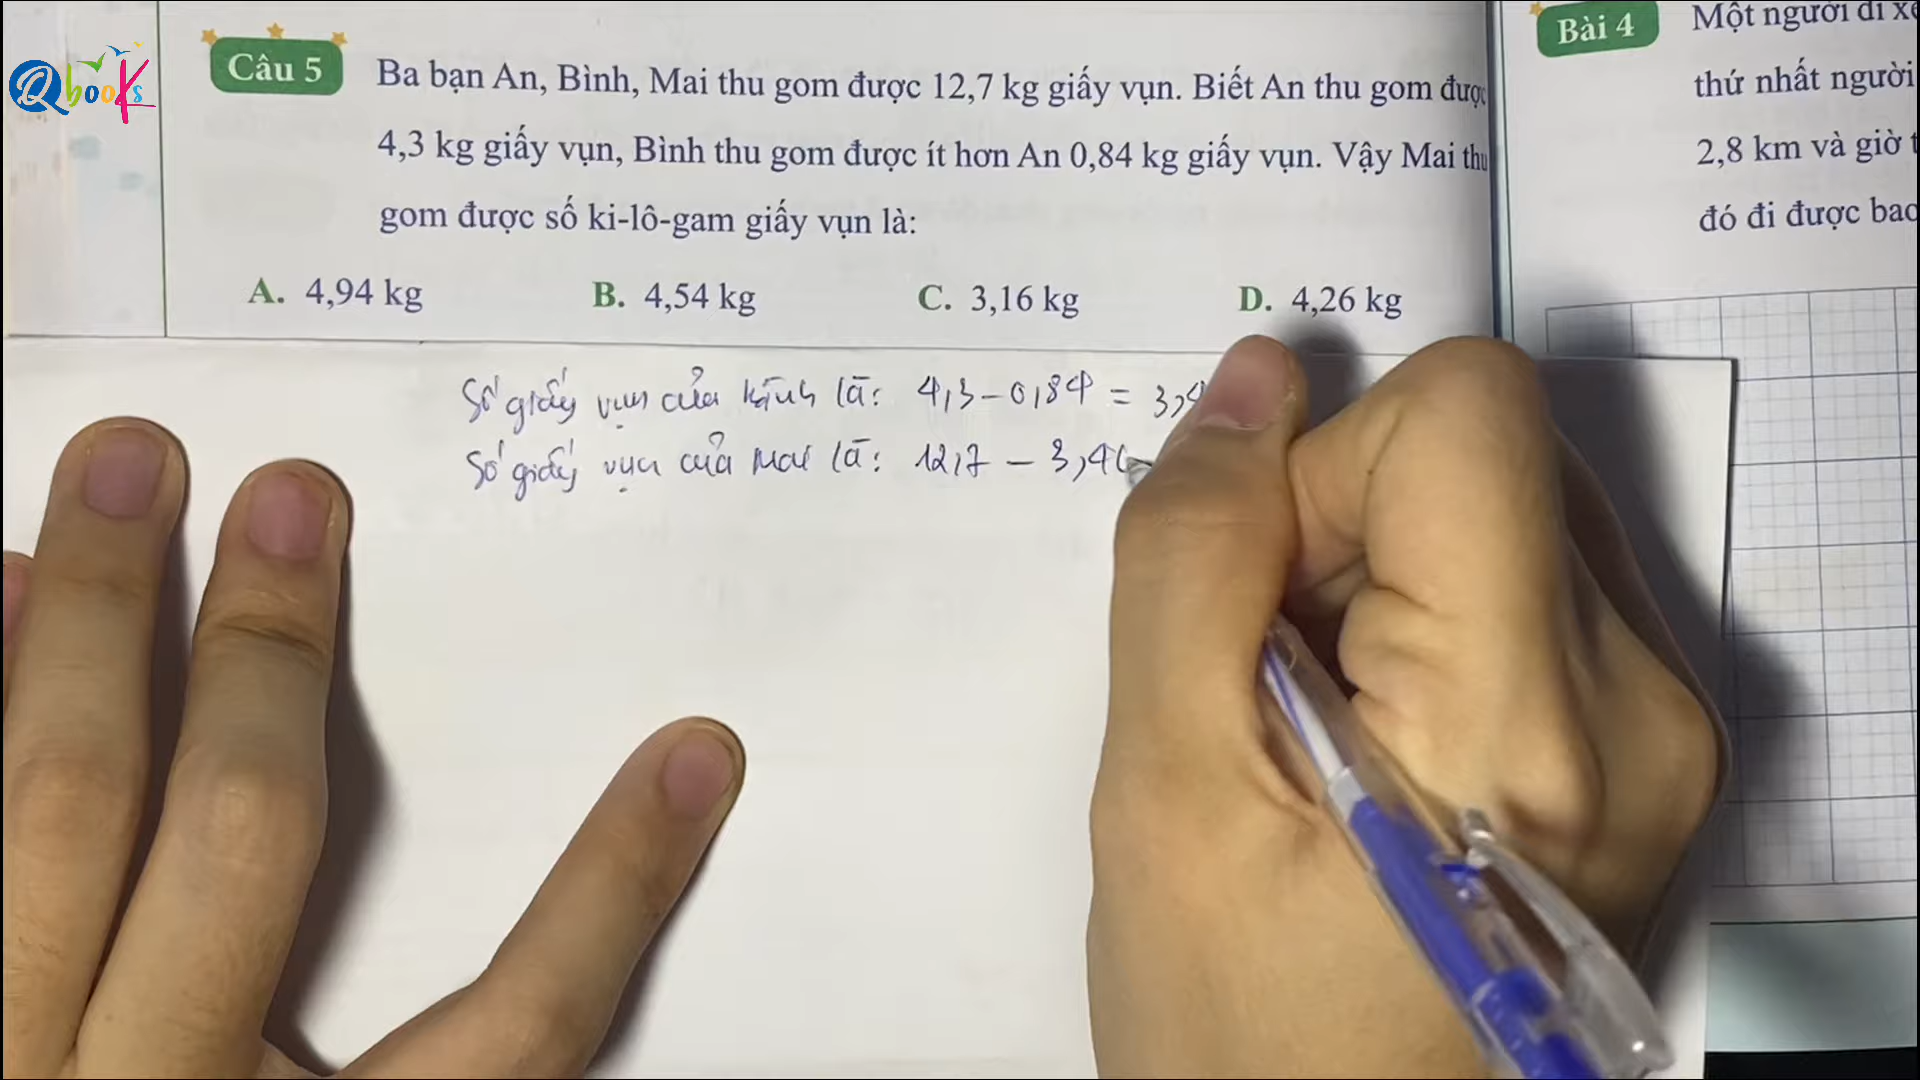 Qbooks
Câu 5
Ba bạn An, Bình, Mai thu gom được 12,7 kg giấy vụn. Biết An thu gom được
4,3 kg giấy vụn, Bình thu gom được ít hơn An 0,84 kg giấy vụn. Vậy Mai thu
gom được số ki-lô-gam giấy vụn là:
A. 4,94 kg B. 4,54 kg C. 3,16 kg D. 4,26 kg
Số giấy vụn của Bình là: 4,3 - 0,84 = 3,4
Số giấy vụn của Mai là: 12,7 - 3,4
Bài 4
Một người đi
thứ nhất người
2,8 km và giờ
đó đi được